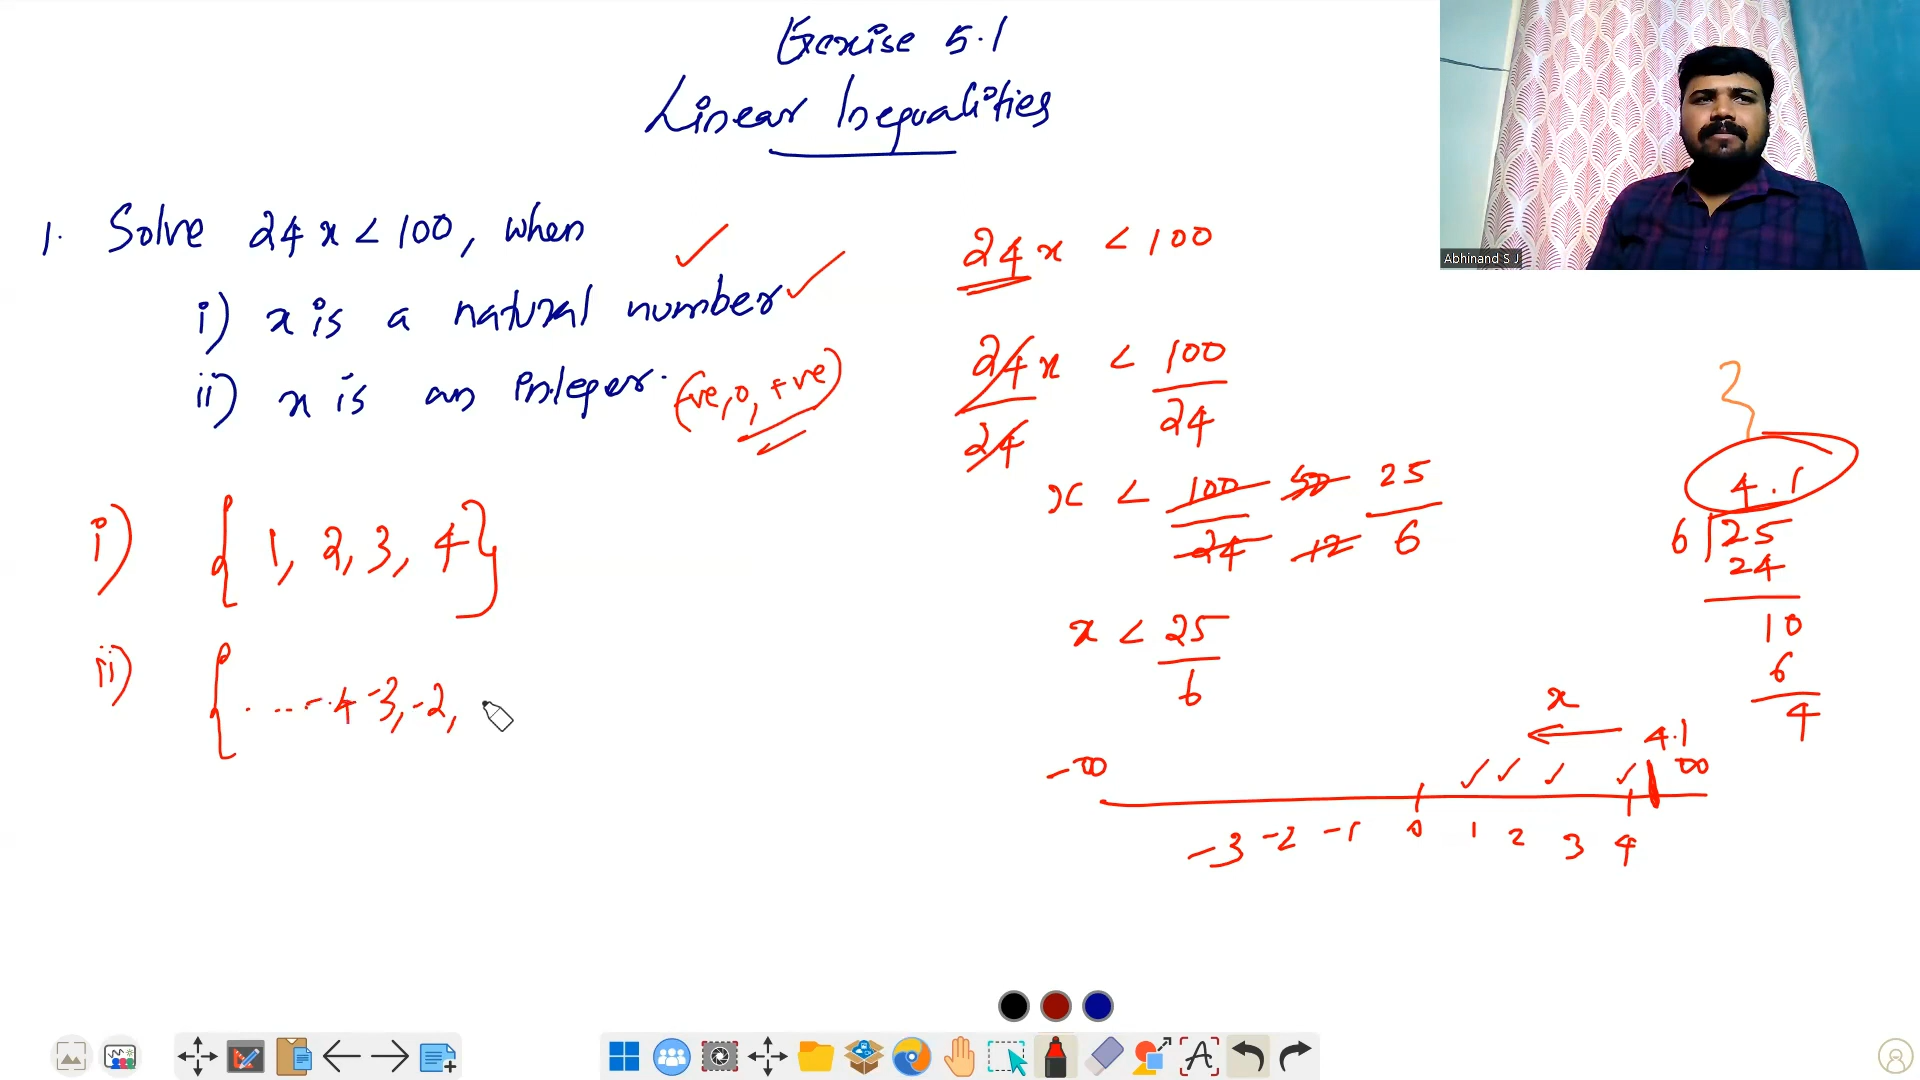 Exercise 5.1
Linear Inequalities
1. Solve 24x < 100, when
i) x is a natural number
ii) x is an integer. (-ve, 0, +ve)
i) { 1, 2, 3, 4}
ii) { ..... -4 -3, -2,
24x < 100
24x < 100
24 24
x < 100 50 25
24 12 6
x < 25
6
4.1
6 25
24
10
6
4
x
4.1
-∞ ∞
-3 -2 -1 0 1 2 3 4
Abhinand S J